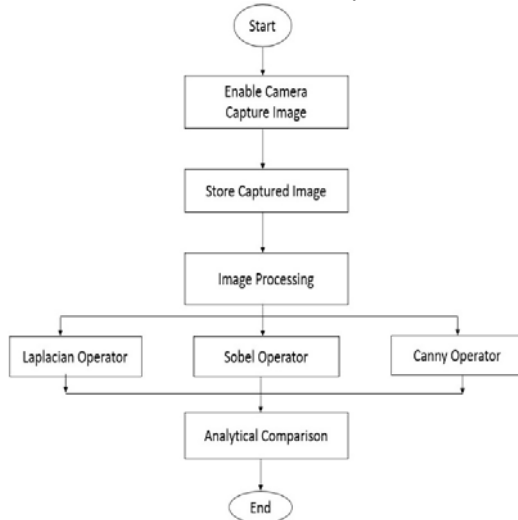 Start
Enable Camera
Capture Image
Store Captured Image
Image Processing
Laplacian Operator
Sobel Operator
Canny Operator
Analytical Comparison
End